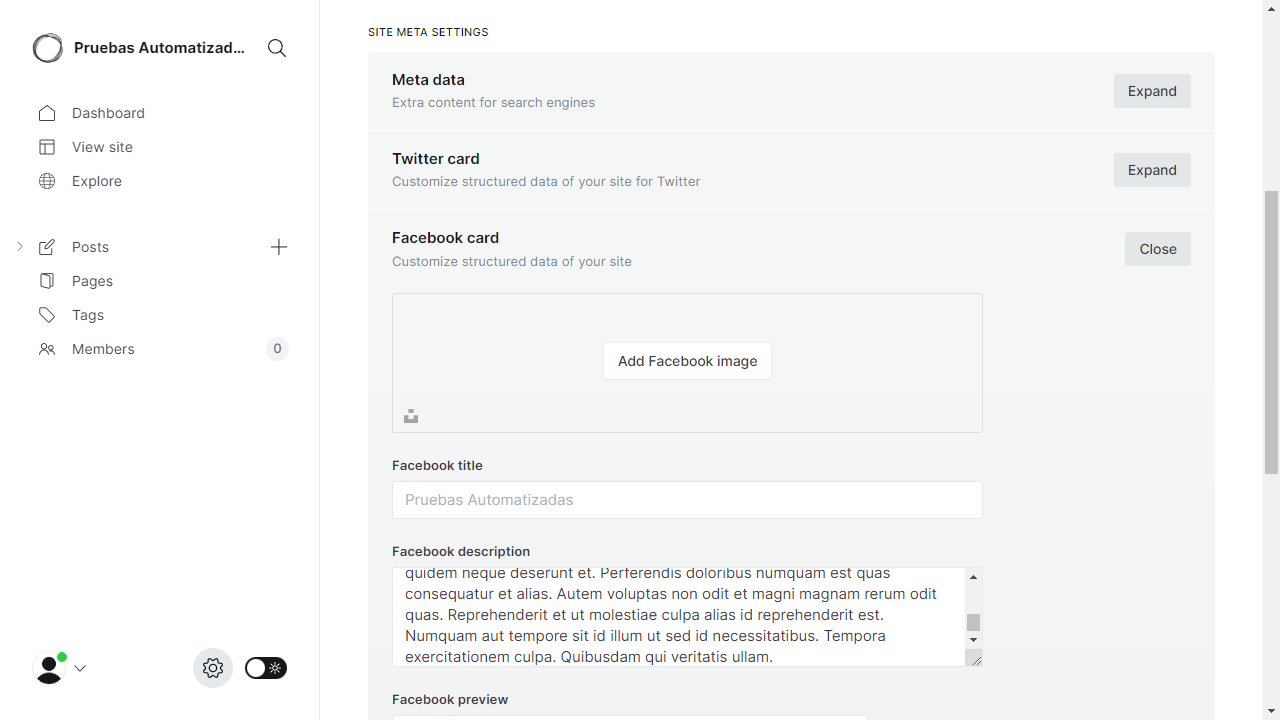 Pruebas Automatizad...
Dashboard
View site
Explore
Posts
Pages
Tags
Members
0
SITE META SETTINGS
Meta data
Extra content for search engines
Expand
Twitter card
Customize structured data of your site for Twitter
Expand
Facebook card
Customize structured data of your site
Close
Add Facebook image
Facebook title
Pruebas Automatizadas
Facebook description
quidem neque deserunt et. Perferendis doloribus numquam est quas
consequatur et alias. Autem voluptas non odit et magni magnam rerum odit
quas. Reprehenderit et ut molestiae culpa alias id reprehenderit est.
Numquam aut tempore sit id illum ut sed id necessitatibus. Tempora
exercitationem culpa. Quibusdam qui veritatis ullam.
Facebook preview